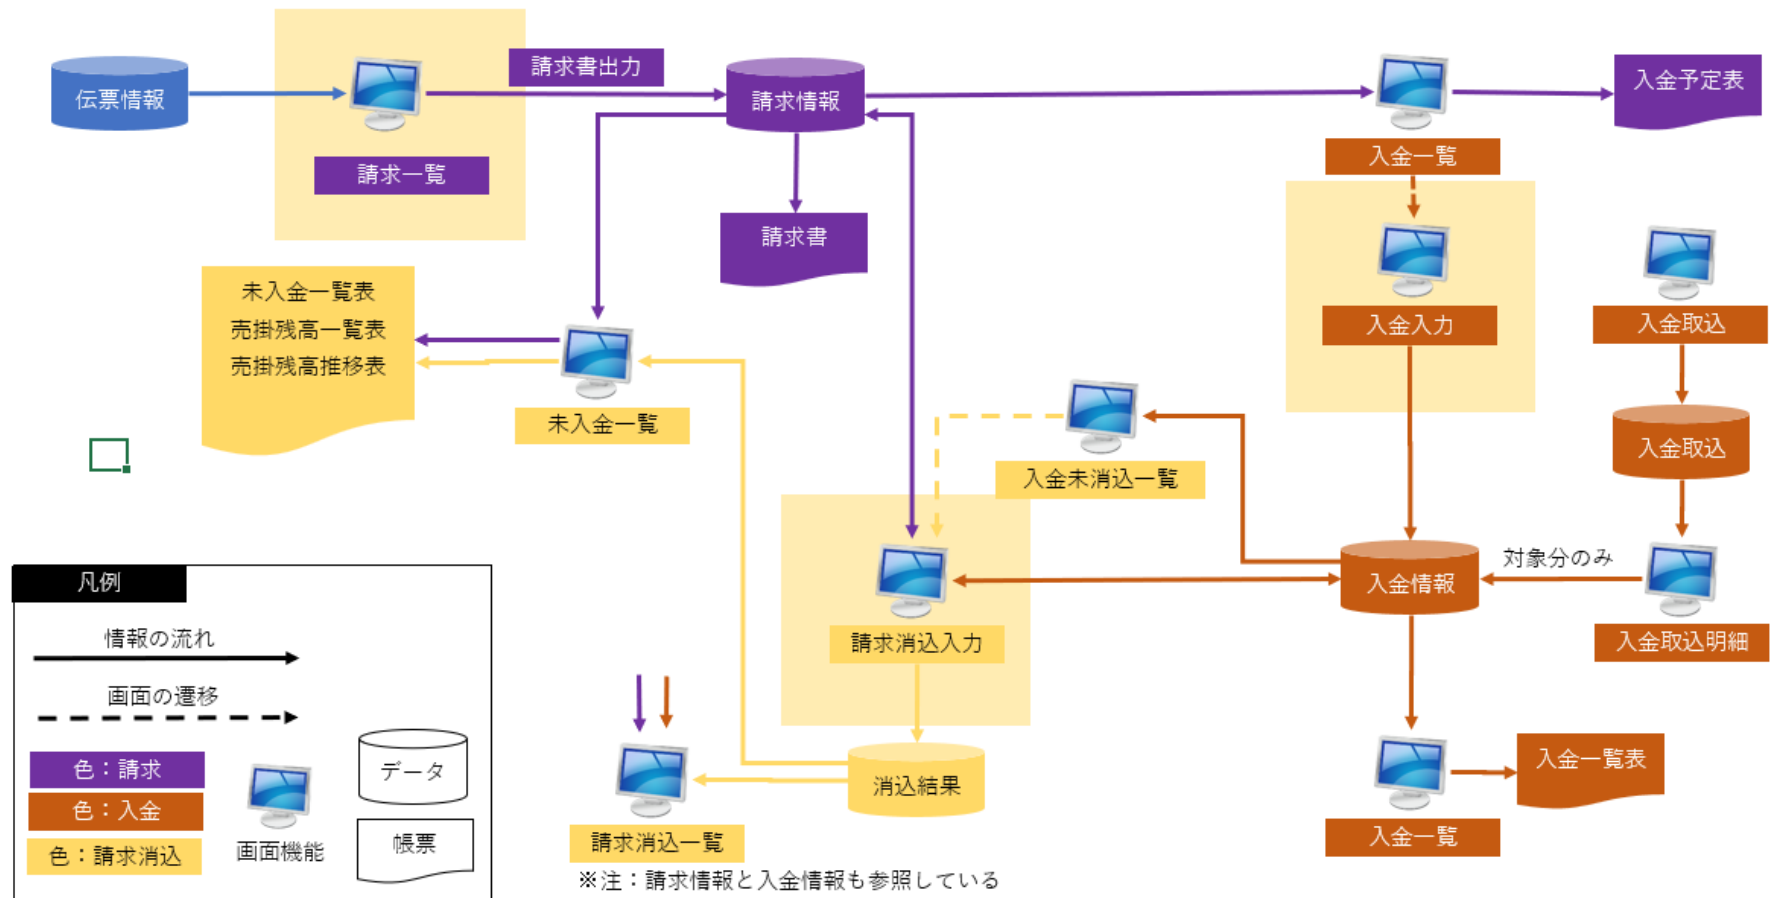 伝票情報
請求一覧
請求書出力
請求情報
入金一覧
入金予定表
請求書
入金入力
入金取込
未入金一覧表
売掛残高一覧表
売掛残高推移表
未入金一覧
入金未消込一覧
入金取込
請求消込入力
入金情報
対象分のみ
入金取込明細
消込結果
請求消込一覧
※注：請求情報と入金情報も参照している
入金一覧
入金一覧表
凡例
情報の流れ
画面の遷移
色：請求
色：入金
色：請求消込
画面機能
データ
帳票